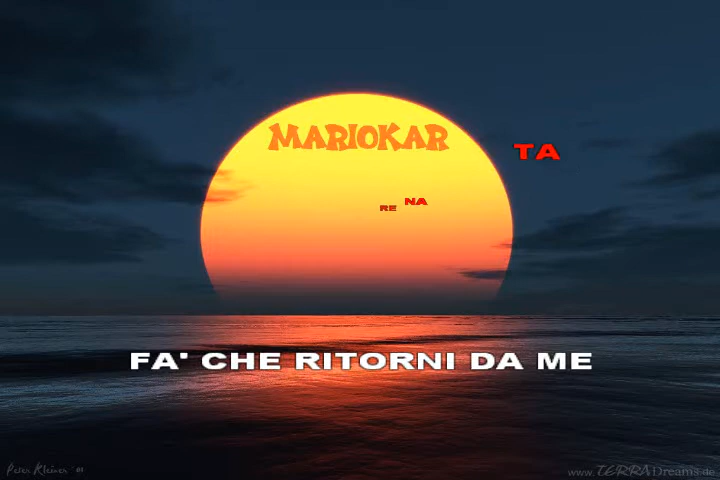 MARIOKAR
TA
RE NA
FA' CHE RITORNI DA ME
Peter Kleiner '01
www.TERRADreams.de